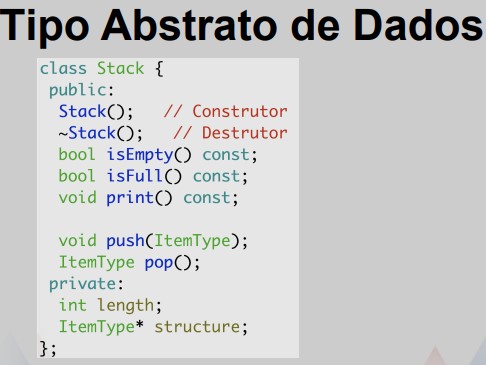 Tipo Abstrato de Dados
class Stack {
public:
Stack();   // Construtor
~Stack();   // Destrutor
bool isEmpty() const;
bool isFull() const;
void print() const;
void push(ItemType);
ItemType pop();
private:
int length;
ItemType* structure;
};